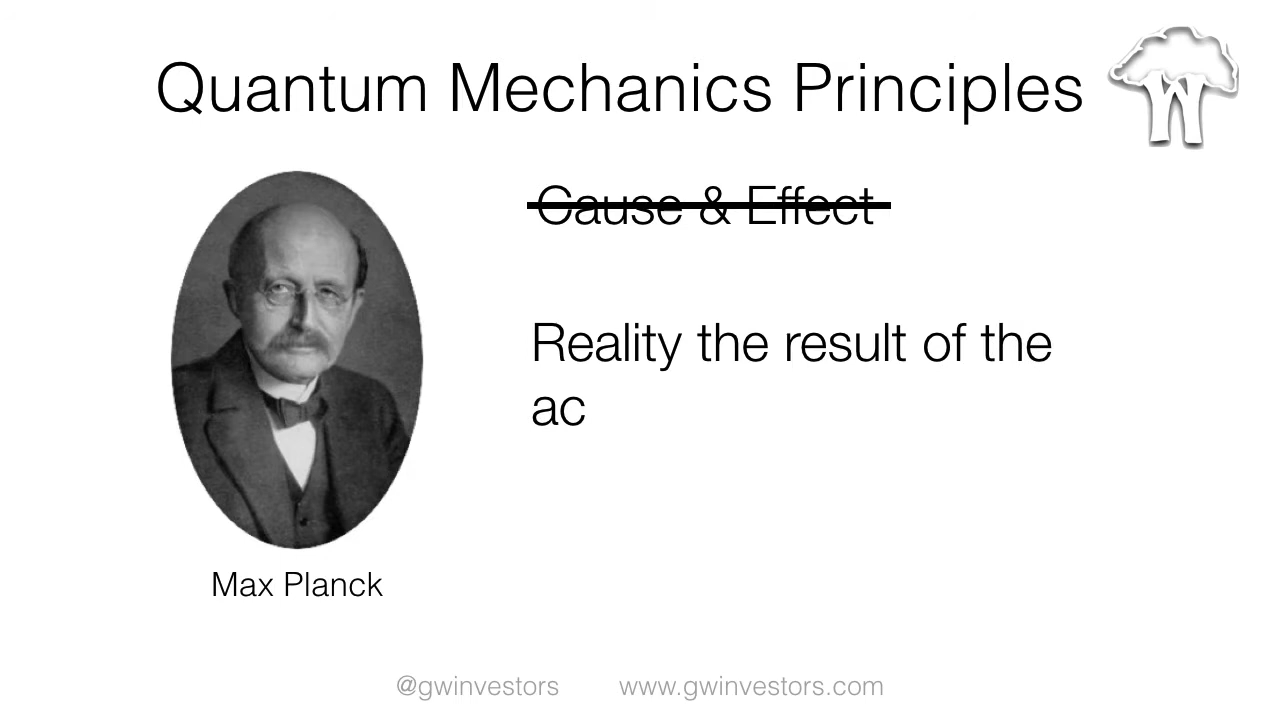 Quantum Mechanics Principles
Cause & Effect
Reality the result of the
ac
Max Planck
@gwinvestors www.gwinvestors.com